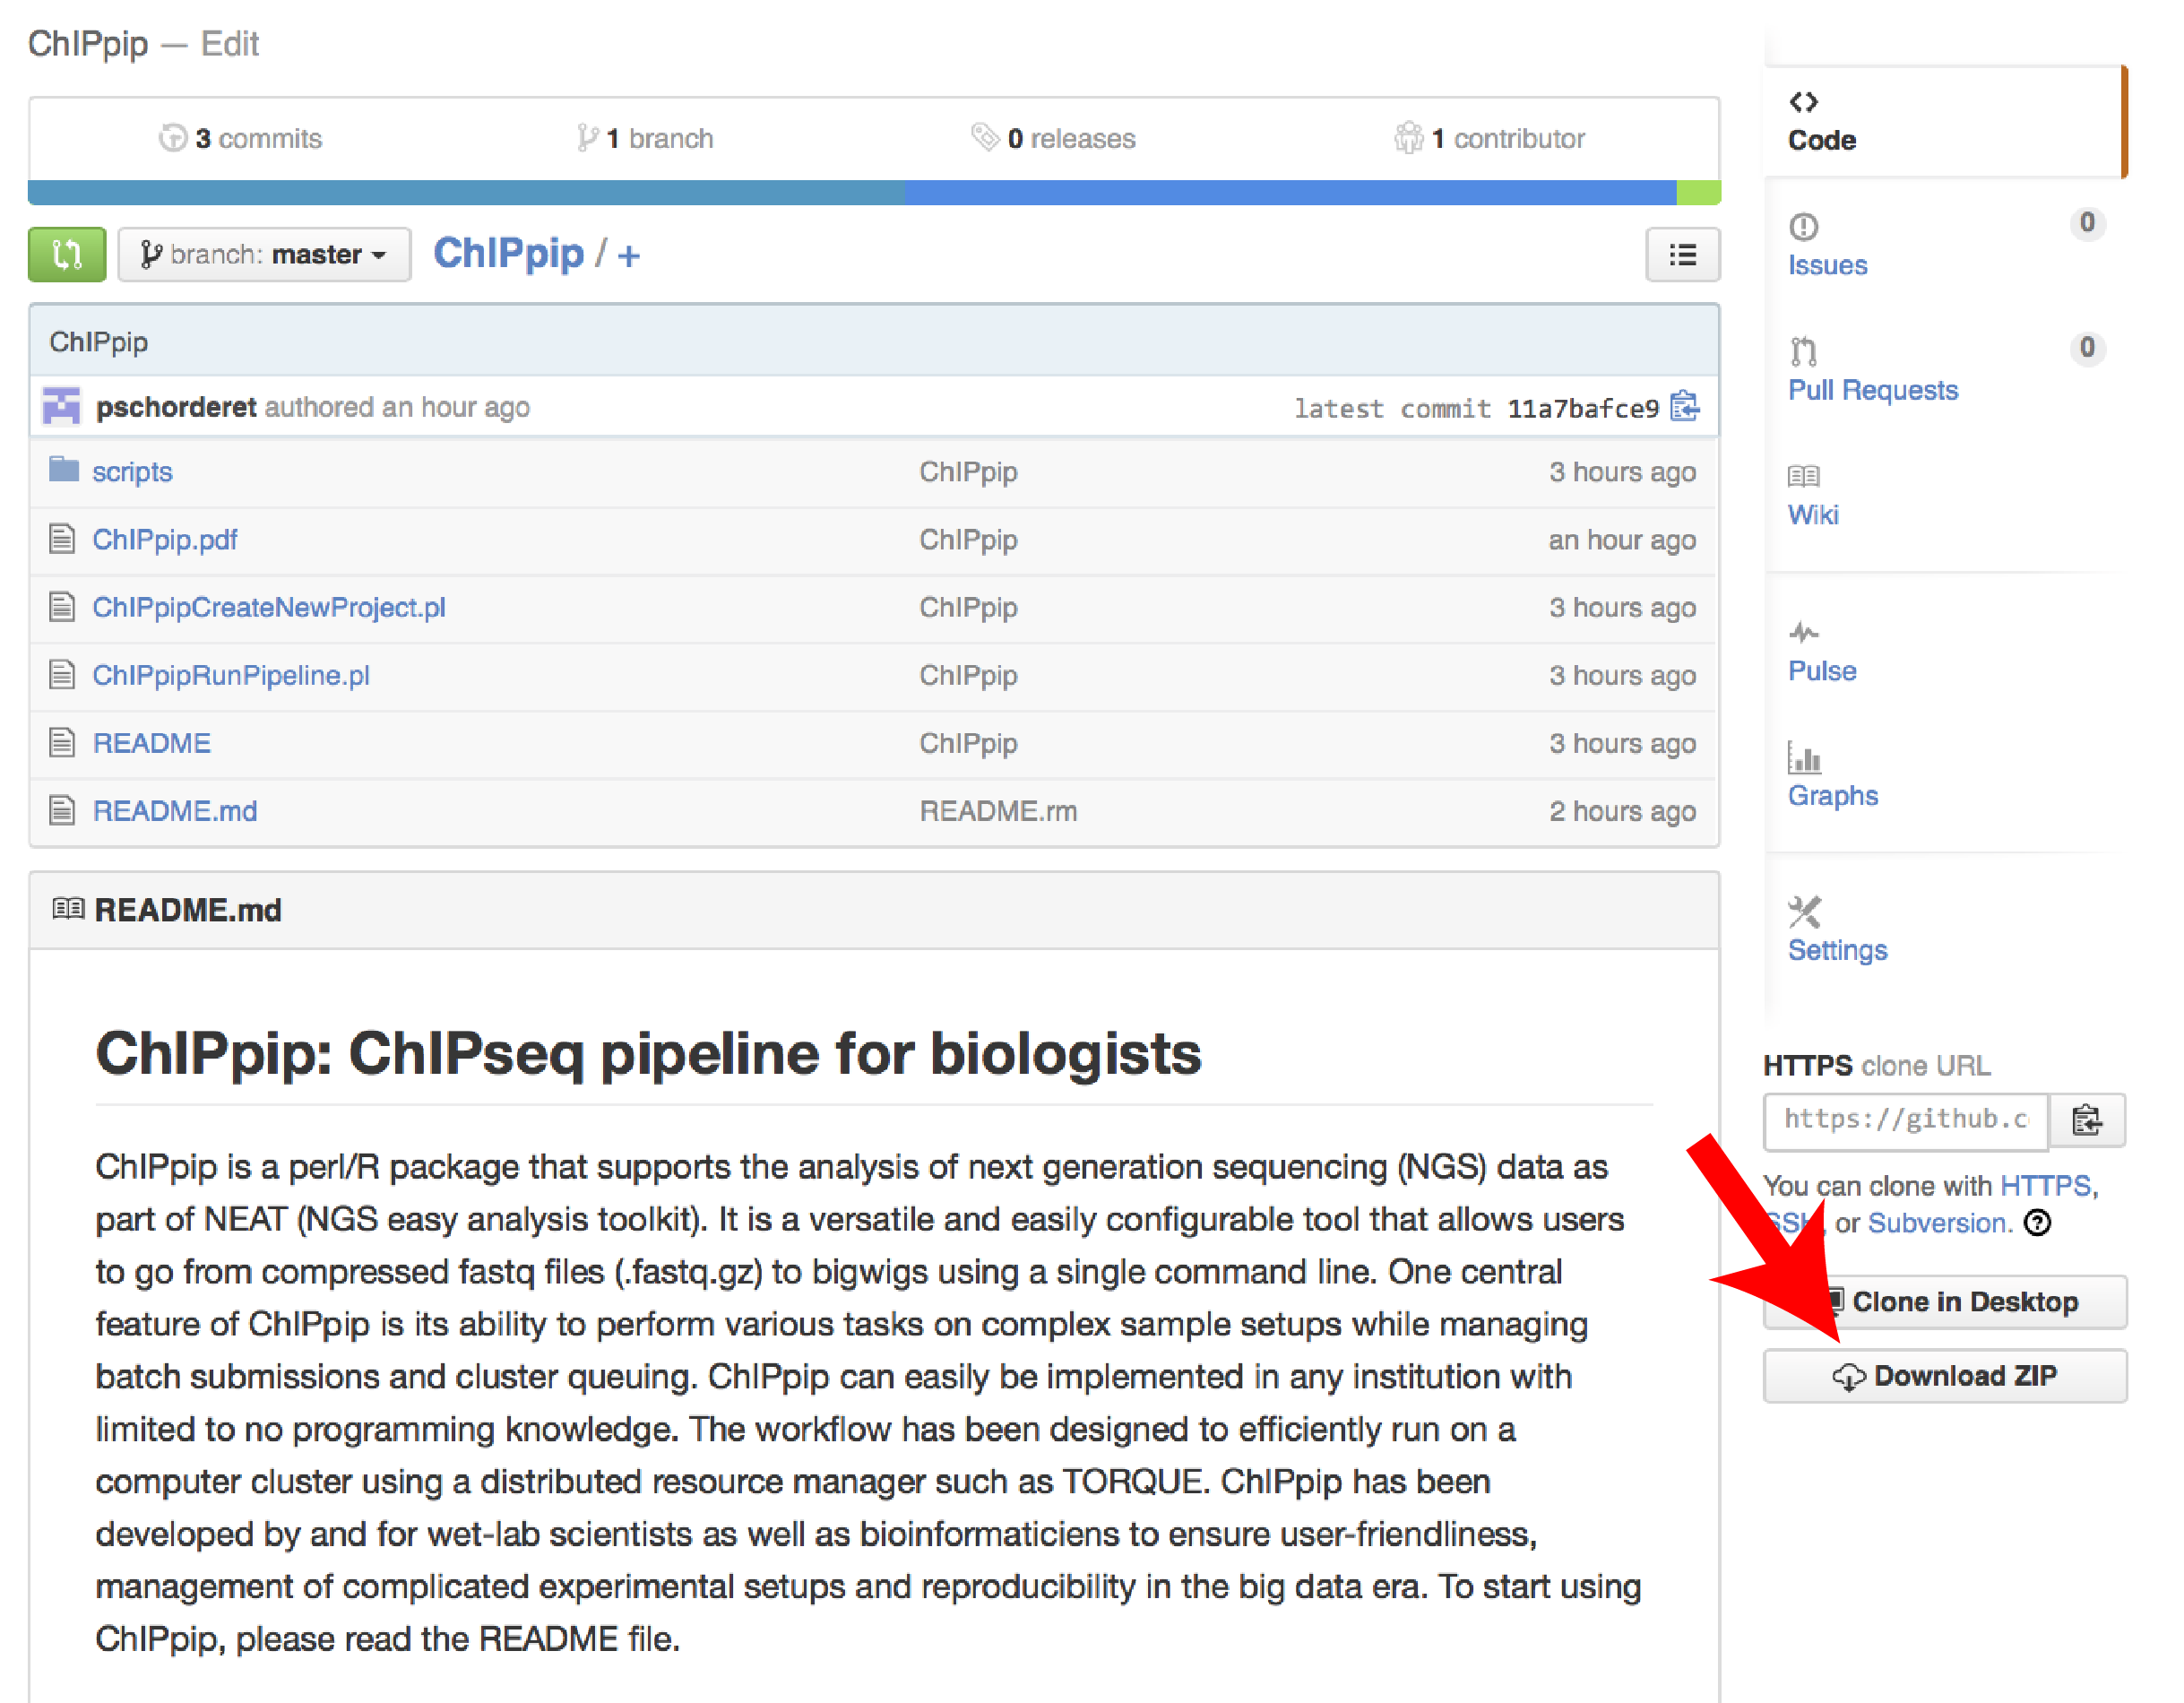 ChIPpip — Edit
3 commits
1 branch
0 releases
1 contributor
branch: master
ChIPpip / +
ChIPpip
pschorderet authored an hour ago
latest commit 11a7bafce9
scripts ChIPpip 3 hours ago
ChIPpip.pdf ChIPpip an hour ago
ChIPpipCreateNewProject.pl ChIPpip 3 hours ago
ChIPpipRunPipeline.pl ChIPpip 3 hours ago
README ChIPpip 3 hours ago
README.md README.rm 2 hours ago
README.md
ChIPpip: ChIPseq pipeline for biologists
ChIPpip is a perl/R package that supports the analysis of next generation sequencing (NGS) data as
part of NEAT (NGS easy analysis toolkit). It is a versatile and easily configurable tool that allows users
to go from compressed fastq files (.fastq.gz) to bigwigs using a single command line. One central
feature of ChIPpip is its ability to perform various tasks on complex sample setups while managing
batch submissions and cluster queuing. ChIPpip can easily be implemented in any institution with
limited to no programming knowledge. The workflow has been designed to efficiently run on a
computer cluster using a distributed resource manager such as TORQUE. ChIPpip has been
developed by and for wet-lab scientists as well as bioinformaticiens to ensure user-friendliness,
management of complicated experimental setups and reproducibility in the big data era. To start using
ChIPpip, please read the README file.
Code
Issues 0
Pull Requests 0
Wiki
Pulse
Graphs
Settings
HTTPS clone URL
https://github.c
You can clone with HTTPS,
SSH, or Subversion.
Clone in Desktop
Download ZIP